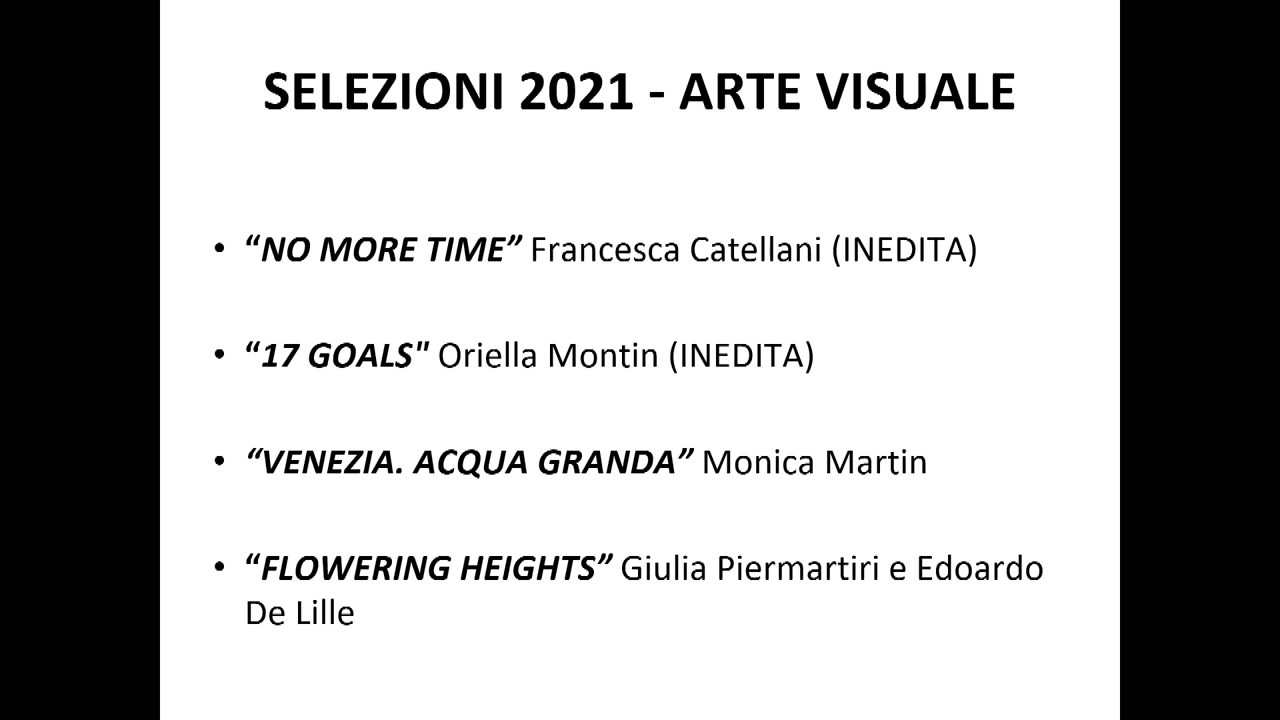 SELEZIONI 2021 - ARTE VISUALE
• “NO MORE TIME” Francesca Catellani (INEDITA)
• “17 GOALS" Oriella Montin (INEDITA)
• “VENEZIA. ACQUA GRANDA” Monica Martin
• “FLOWERING HEIGHTS” Giulia Piermartiri e Edoardo
De Lille